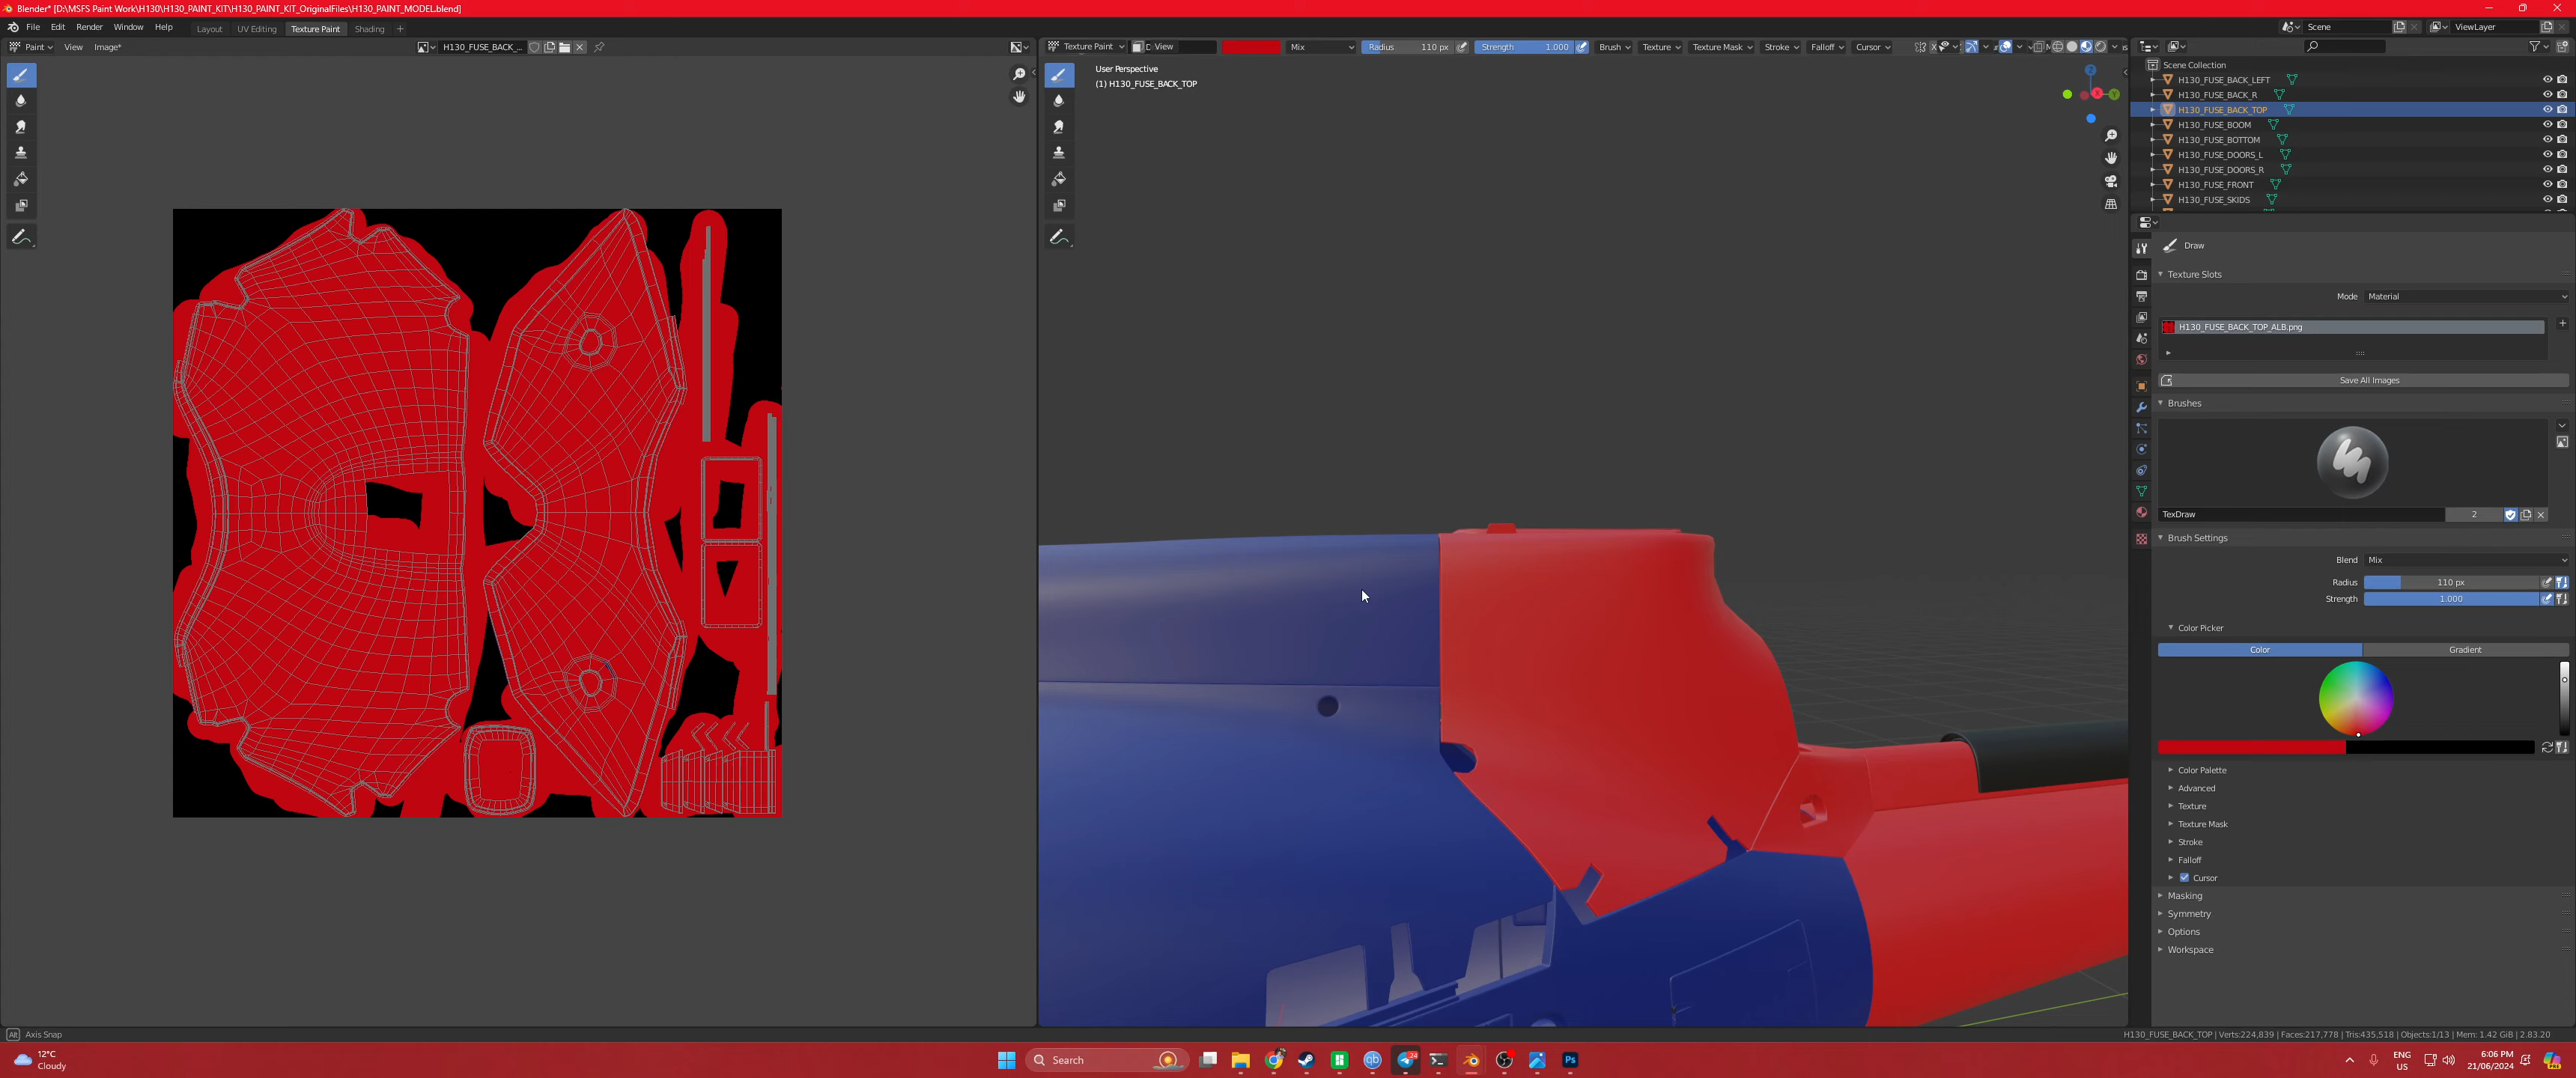 Blender* [D:\MSFS Paint Work\H130\H130_PAINT_KIT\H130_PAINT_KIT_OriginalFiles\H130_PAINT_MODEL.blend]
File Edit Render Window Help Layout UV Editing Texture Paint Shading +
Scene ViewLayer
Paint View Image* H130_FUSE_BACK_...
Texture Paint View Mix Radius 110 px Strength 1.000 Brush Texture Texture Mask Stroke Falloff Cursor
User Perspective
(1) H130_FUSE_BACK_TOP
Z
X
Y
Scene Collection
H130_FUSE_BACK_LEFT
H130_FUSE_BACK_R
H130_FUSE_BACK_TOP
H130_FUSE_BOOM
H130_FUSE_BOTTOM
H130_FUSE_DOORS_L
H130_FUSE_DOORS_R
H130_FUSE_FRONT
H130_FUSE_SKIDS
Draw
Texture Slots
Mode Material
H130_FUSE_BACK_TOP_ALB.png
Save All Images
Brushes
TexDraw 2
Brush Settings
Blend Mix
Radius 110 px
Strength 1.000
Color Picker
Color Gradient
Color Palette
Advanced
Texture
Texture Mask
Stroke
Falloff
Cursor
Masking
Symmetry
Options
Workspace
Alt Axis Snap
H130_FUSE_BACK_TOP | Verts:224,839 | Faces:217,778 | Tris:435,518 | Objects:1/13 | Mem: 1.42 GiB | 2.83.20
12°C
Cloudy
Search
qb
Ps
ENG
US
6:06 PM
21/06/2024